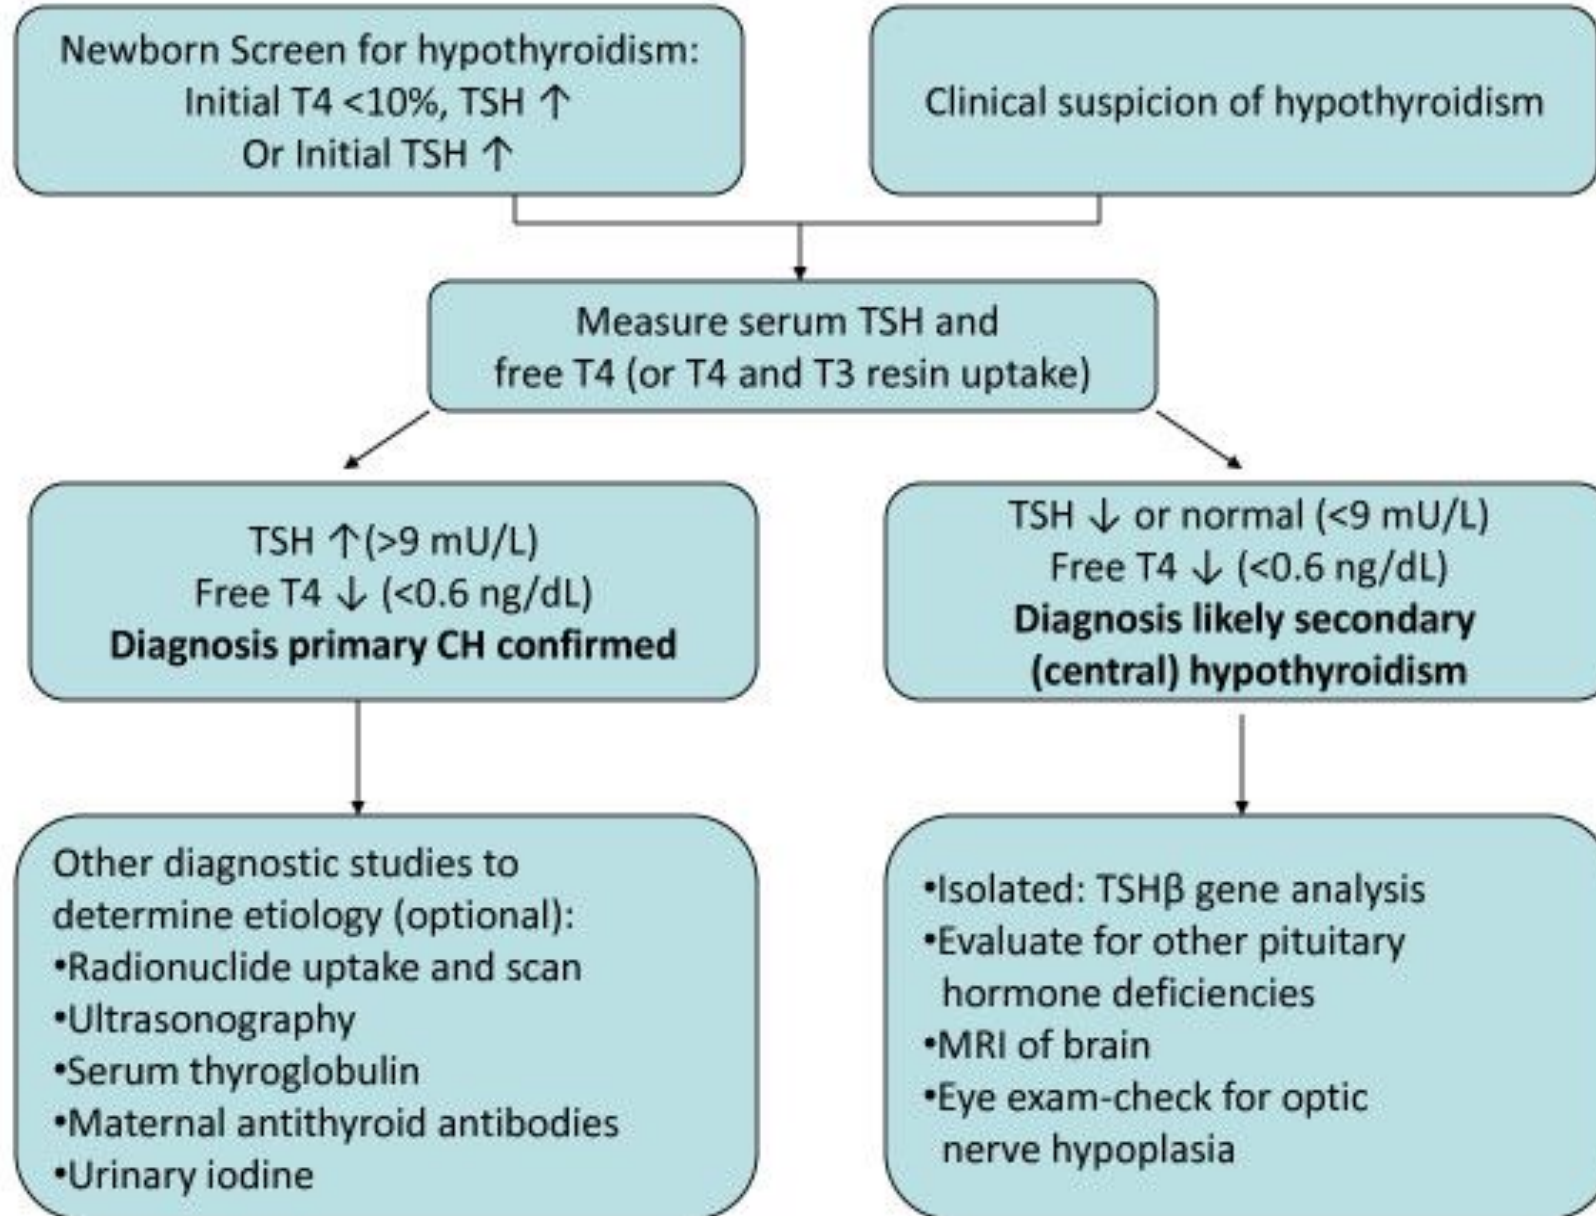 Newborn Screen for hypothyroidism:
Initial T4 <10%, TSH ↑
Or Initial TSH ↑
Clinical suspicion of hypothyroidism
Measure serum TSH and
free T4 (or T4 and T3 resin uptake)
TSH ↑(>9 mU/L)
Free T4 ↓ (<0.6 ng/dL)
Diagnosis primary CH confirmed
TSH ↓ or normal (<9 mU/L)
Free T4 ↓ (<0.6 ng/dL)
Diagnosis likely secondary
(central) hypothyroidism
Other diagnostic studies to
determine etiology (optional):
•Radionuclide uptake and scan
•Ultrasonography
•Serum thyroglobulin
•Maternal antithyroid antibodies
•Urinary iodine
•Isolated: TSHβ gene analysis
•Evaluate for other pituitary
hormone deficiencies
•MRI of brain
•Eye exam-check for optic
nerve hypoplasia